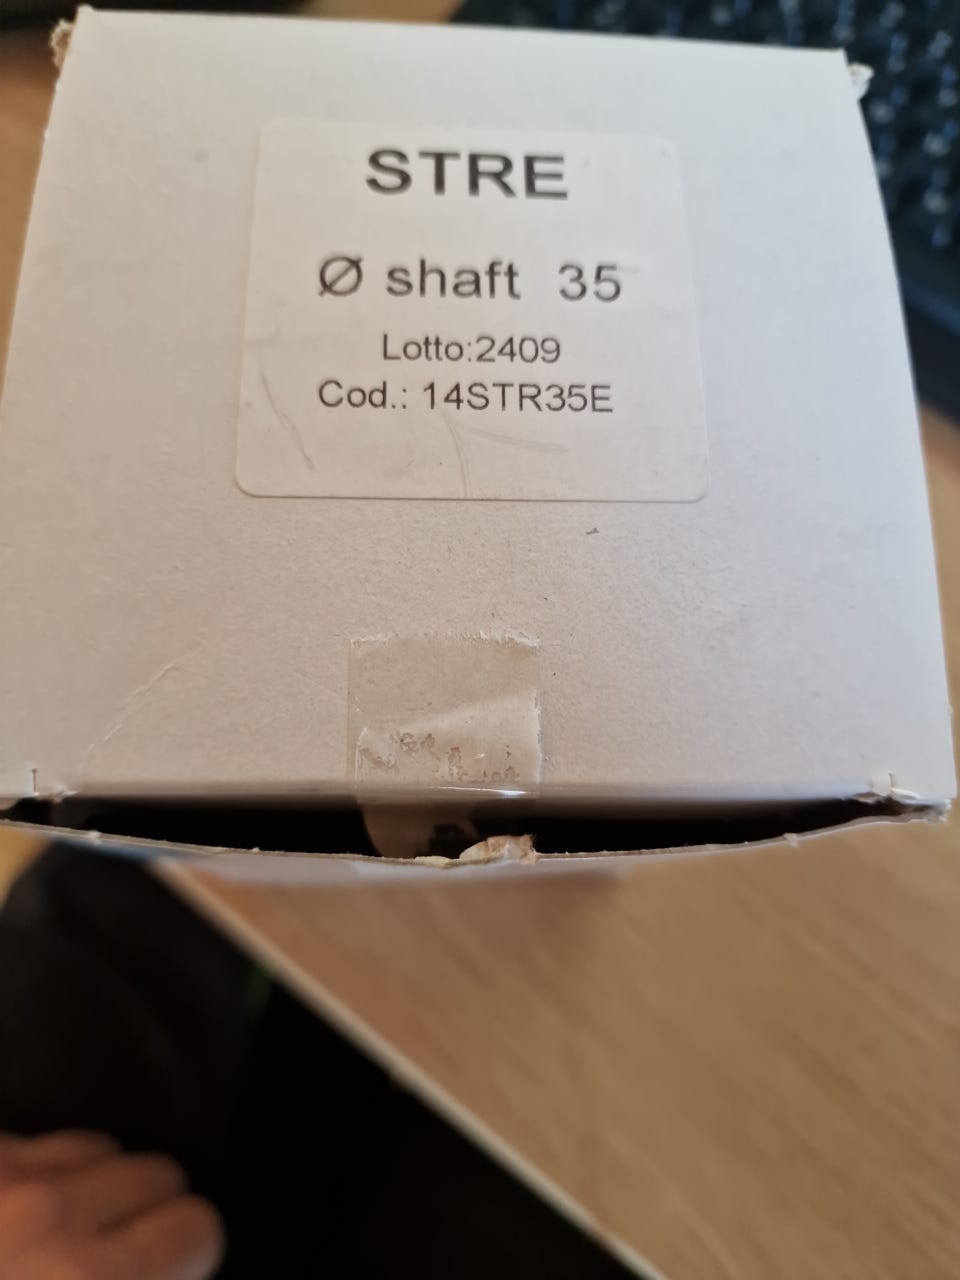 STRE
Ø shaft 35
Lotto:2409
Cod.: 14STR35E